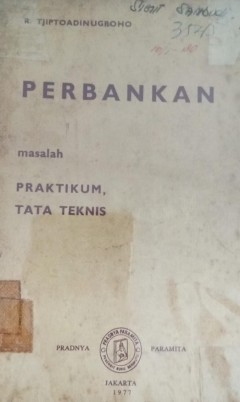 R. TJIPTOADINUGROHO
PERBANKAN
masalah
PRAKTIKUM,
TATA TEKNIS
PRADNYA PARAMITA
JAKARTA